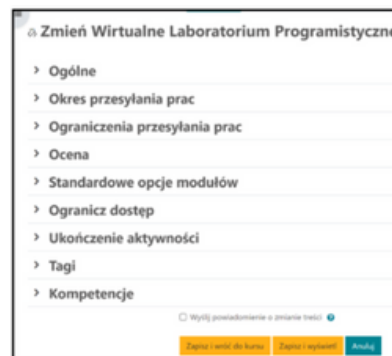 Zmień Wirtualne Laboratorium Programistyczne
Ogólne
Okres przesyłania prac
Ograniczenia przesyłania prac
Ocena
Standardowe opcje modułów
Ogranicz dostęp
Ukończenie aktywności
Tagi
Kompetencje
Wyślij powiadomienie o zmianie treści
Zapisz i wróć do kursu Zapisz i wyświetl Anuluj